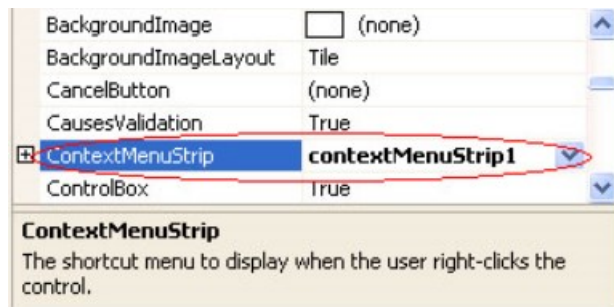 BackgroundImage (none)
BackgroundImageLayout Tile
CancelButton (none)
CausesValidation True
ContextMenuStrip contextMenuStrip1
ControlBox True
ContextMenuStrip
The shortcut menu to display when the user right-clicks the
control.